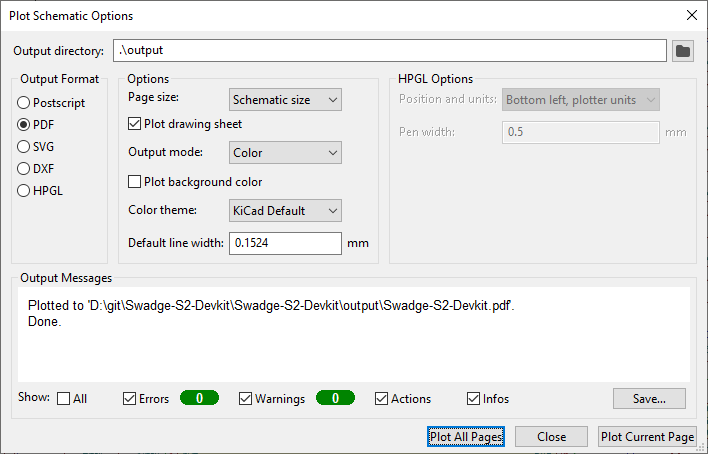 Plot Schematic Options
Output directory: .\output
Output Format
Postscript
PDF
SVG
DXF
HPGL
Options
Page size: Schematic size
Plot drawing sheet
Output mode: Color
Plot background color
Color theme: KiCad Default
Default line width: 0.1524 mm
HPGL Options
Position and units: Bottom left, plotter units
Pen width: 0.5 mm
Output Messages
Plotted to 'D:\git\Swadge-S2-Devkit\Swadge-S2-Devkit\output\Swadge-S2-Devkit.pdf'.
Done.
Show: All Errors 0 Warnings 0 Actions Infos Save...
Plot All Pages Close Plot Current Page